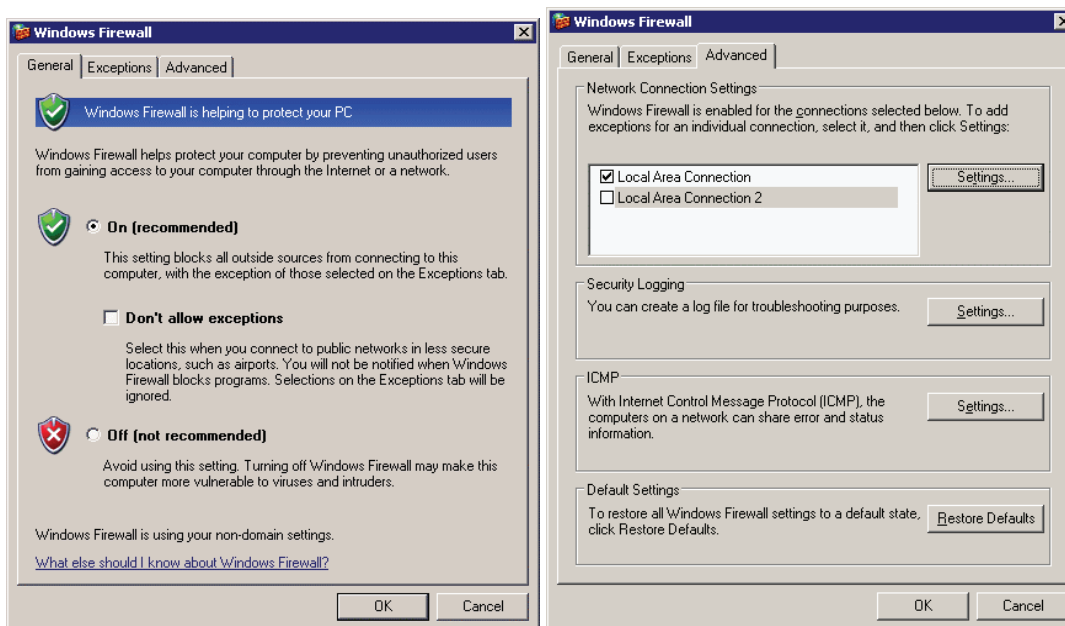 Windows Firewall
General Exceptions Advanced
Windows Firewall is helping to protect your PC
Windows Firewall helps protect your computer by preventing unauthorized users
from gaining access to your computer through the Internet or a network.
On (recommended)
This setting blocks all outside sources from connecting to this
computer, with the exception of those selected on the Exceptions tab.
Don't allow exceptions
Select this when you connect to public networks in less secure
locations, such as airports. You will not be notified when Windows
Firewall blocks programs. Selections on the Exceptions tab will be
ignored.
Off (not recommended)
Avoid using this setting. Turning off Windows Firewall may make this
computer more vulnerable to viruses and intruders.
Windows Firewall is using your non-domain settings.
What else should I know about Windows Firewall?
OK Cancel
Windows Firewall
General Exceptions Advanced
Network Connection Settings
Windows Firewall is enabled for the connections selected below. To add
exceptions for an individual connection, select it, and then click Settings:
Local Area Connection
Settings...
Local Area Connection 2
Security Logging
You can create a log file for troubleshooting purposes.
Settings...
ICMP
With Internet Control Message Protocol (ICMP), the
computers on a network can share error and status
information.
Settings...
Default Settings
To restore all Windows Firewall settings to a default state,
click Restore Defaults.
Restore Defaults
OK Cancel